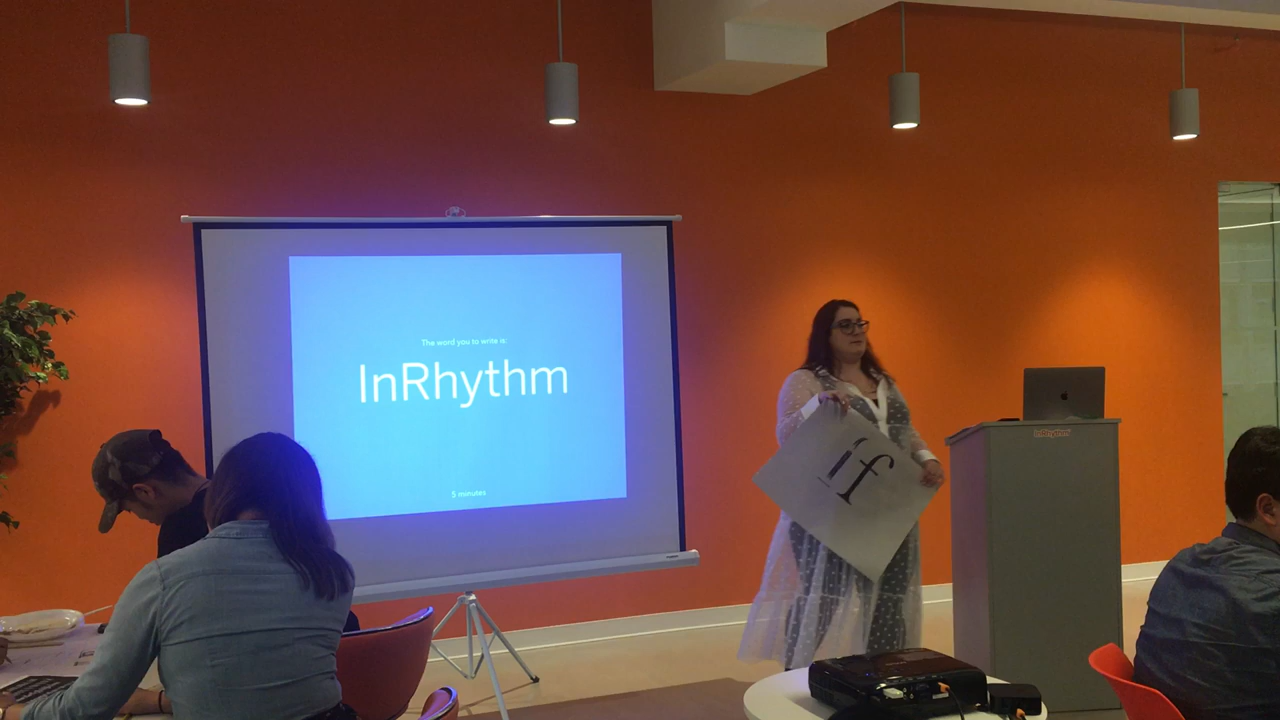 The word you to write is:
InRhythm
5 minutes
if
InRhythm